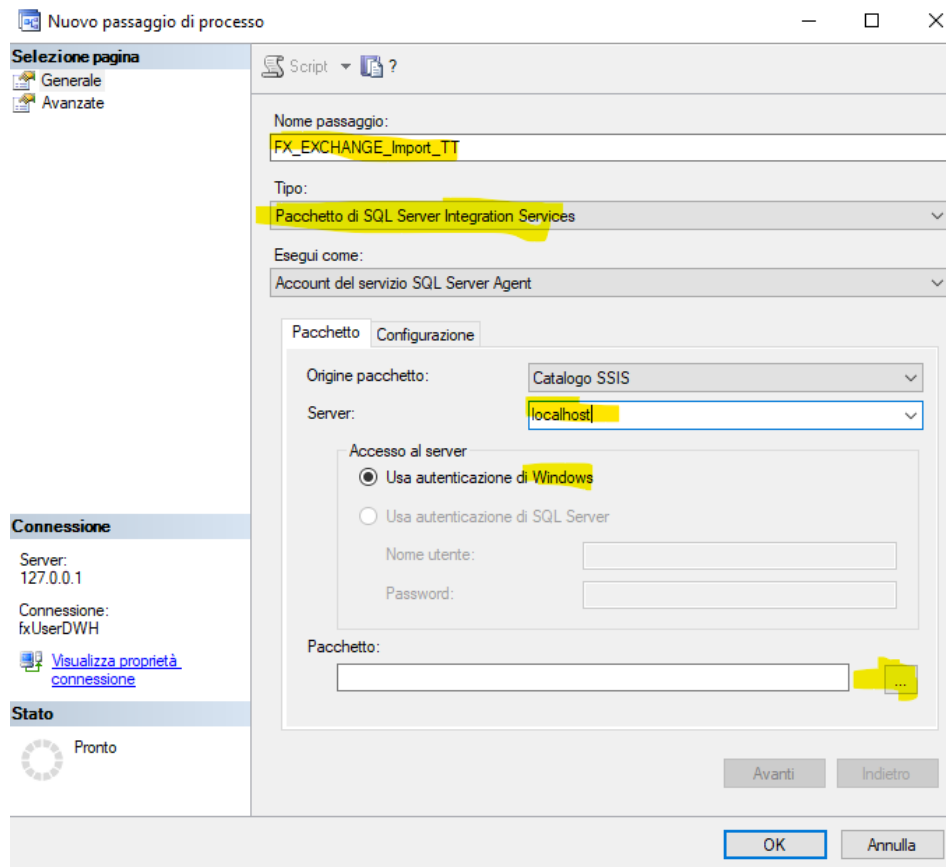 Nuovo passaggio di processo
Selezione pagina
Generale
Avanzate
Script
?
Nome passaggio:
FX_EXCHANGE_Import_TT
Tipo:
Pacchetto di SQL Server Integration Services
Esegui come:
Account del servizio SQL Server Agent
Pacchetto
Configurazione
Origine pacchetto:
Catalogo SSIS
Server:
localhost
Accesso al server
Usa autenticazione di Windows
Usa autenticazione di SQL Server
Nome utente:
Password:
Pacchetto:
...
Connessione
Server:
127.0.0.1
Connessione:
fxUserDWH
Visualizza proprietà
connessione
Stato
Pronto
Avanti
Indietro
OK
Annulla